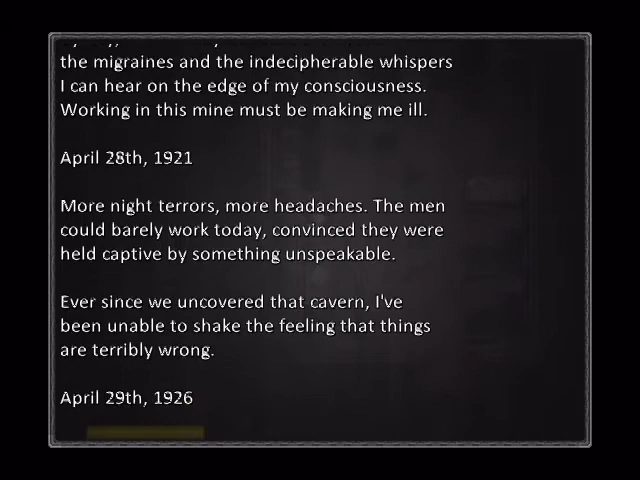 the migraines and the indecipherable whispers
I can hear on the edge of my consciousness.
Working in this mine must be making me ill.
April 28th, 1921
More night terrors, more headaches. The men
could barely work today, convinced they were
held captive by something unspeakable.
Ever since we uncovered that cavern, I've
been unable to shake the feeling that things
are terribly wrong.
April 29th, 1926